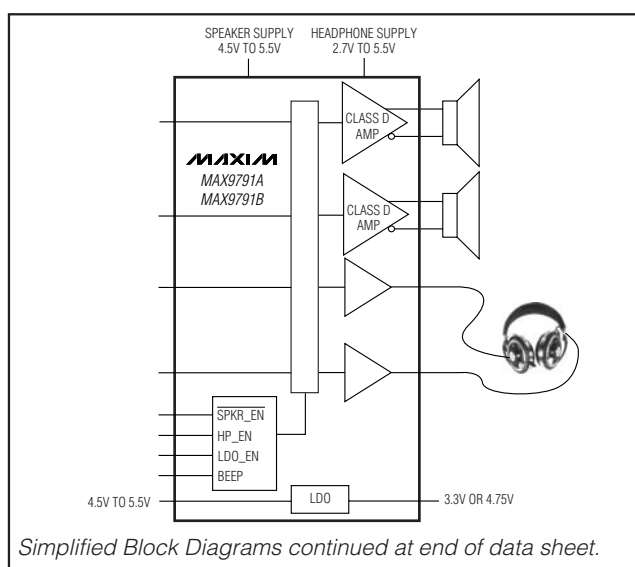 SPEAKER SUPPLY
4.5V TO 5.5V
HEADPHONE SUPPLY
2.7V TO 5.5V
CLASS D
AMP
MAXIM
MAX9791A
MAX9791B
CLASS D
AMP
SPKR_EN
HP_EN
LDO_EN
BEEP
4.5V TO 5.5V
LDO
3.3V OR 4.75V
Simplified Block Diagrams continued at end of data sheet.